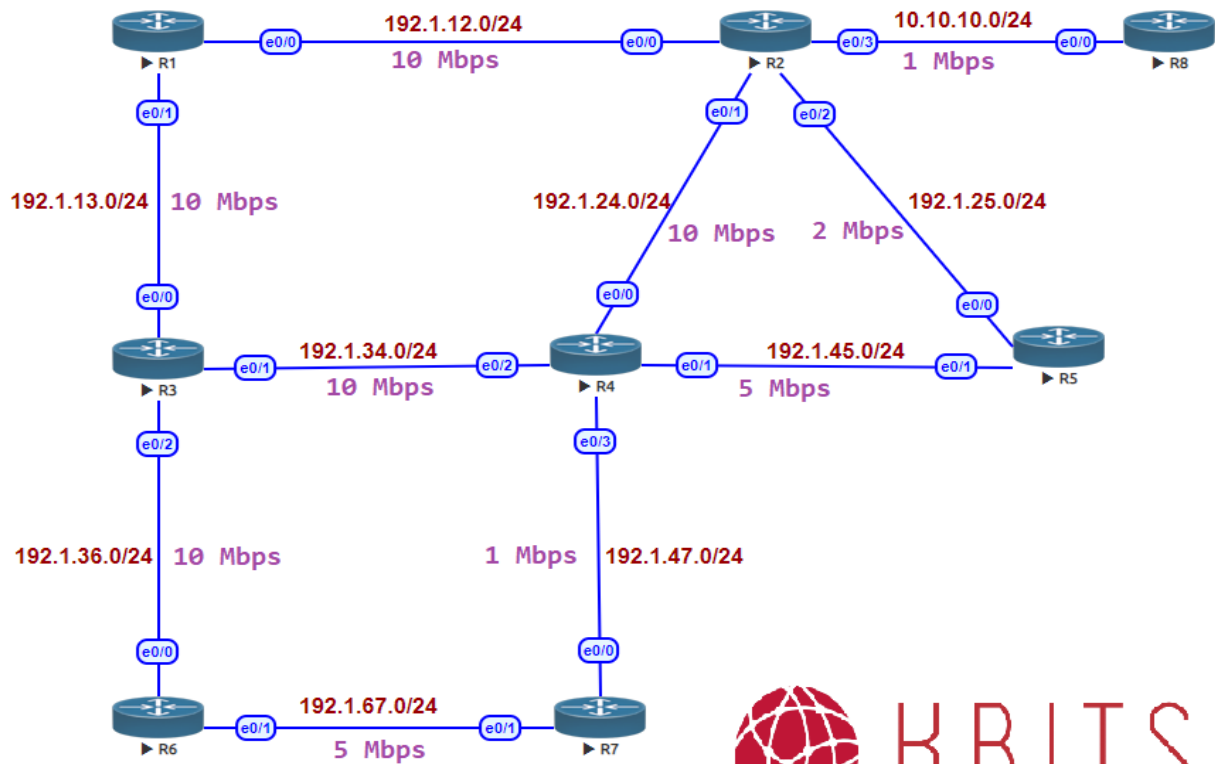 192.1.12.0/24
10.10.10.0/24
e0/0
e0/0
e0/3
e0/0
10 Mbps
1 Mbps
▶ R1
▶ R2
▶ R8
e0/1
e0/1
e0/2
192.1.13.0/24
10 Mbps
192.1.24.0/24
192.1.25.0/24
10 Mbps
2 Mbps
e0/0
e0/0
e0/0
192.1.34.0/24
192.1.45.0/24
e0/1
e0/2
e0/1
e0/1
▶ R3
10 Mbps
▶ R4
5 Mbps
▶ R5
e0/2
e0/3
192.1.36.0/24
10 Mbps
1 Mbps
192.1.47.0/24
e0/0
e0/0
192.1.67.0/24
e0/1
e0/1
▶ R6
5 Mbps
▶ R7
KBITS